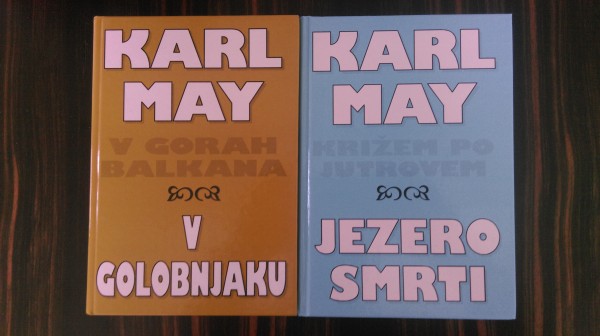 KARL
MAY
V GORAH
BALKANA
V
GOLOBNJAKU
KARL
MAY
KRIŽEM PO
JUTROVEM
JEZERO
SMRTI